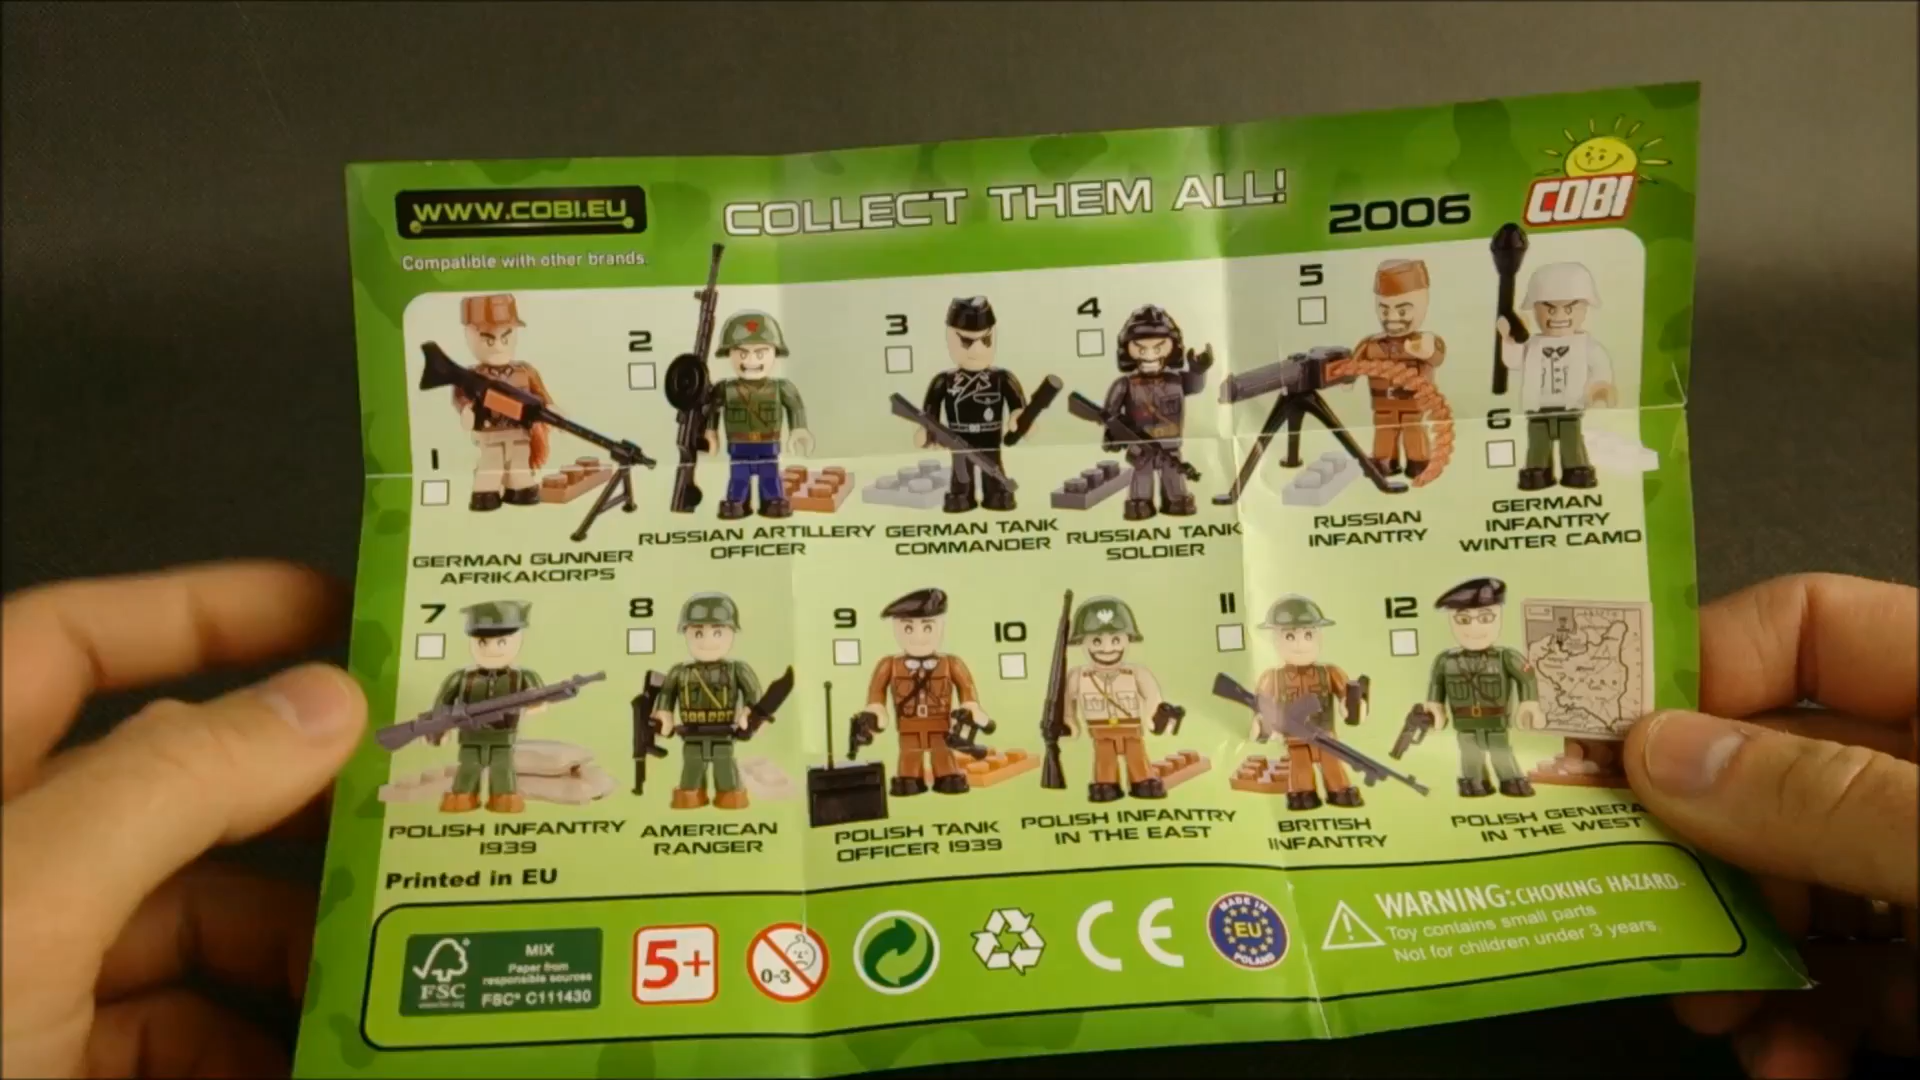 WWW.COBI.EU
Compatible with other brands.
COLLECT THEM ALL!
2006
COBI
1
GERMAN GUNNER
AFRIKAKORPS
2
RUSSIAN ARTILLERY
OFFICER
3
GERMAN TANK
COMMANDER
4
RUSSIAN TANK
SOLDIER
5
RUSSIAN
INFANTRY
6
GERMAN
INFANTRY
WINTER CAMO
7
POLISH INFANTRY
1939
8
AMERICAN
RANGER
9
POLISH TANK
OFFICER 1939
10
POLISH INFANTRY
IN THE EAST
11
BRITISH
INFANTRY
12
POLISH GENERA
IN THE WEST
Printed in EU
FSC
MIX
Paper from
responsible sources
FSC® C111430
5+
0-3
CE
MADE IN
EU
POLAND
WARNING: CHOKING HAZARD-
Toy contains small parts
Not for children under 3 years.